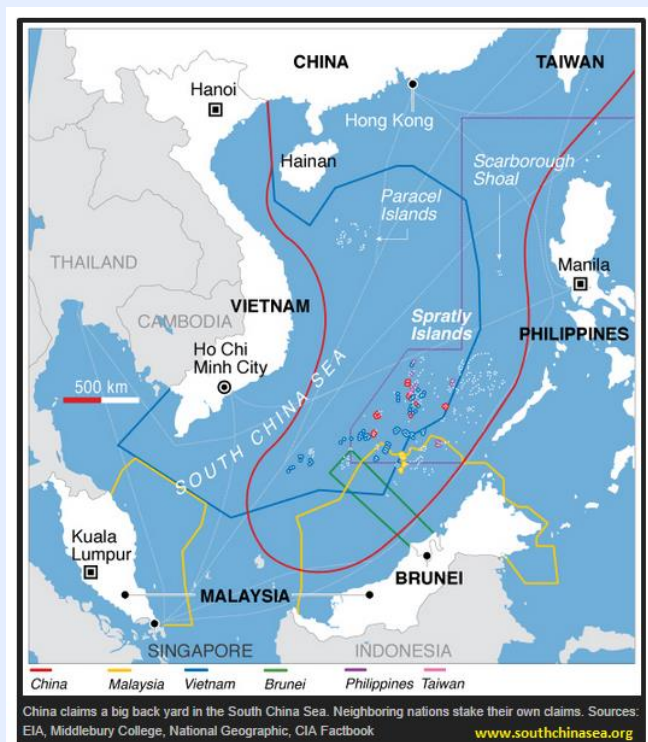 CHINA
TAIWAN
Hanoi
Hong Kong
Hainan
Scarborough
Shoal
Paracel
Islands
THAILAND
Manila
VIETNAM
Spratly
Islands
CAMBODIA
PHILIPPINES
Ho Chi
Minh City
500 km
SOUTH CHINA SEA
Kuala
Lumpur
BRUNEI
MALAYSIA
SINGAPORE
INDONESIA
China
Malaysia
Vietnam
Brunei
Philippines
Taiwan
China claims a big back yard in the South China Sea. Neighboring nations stake their own claims. Sources:
EIA, Middlebury College, National Geographic, CIA Factbook
www.southchinasea.org